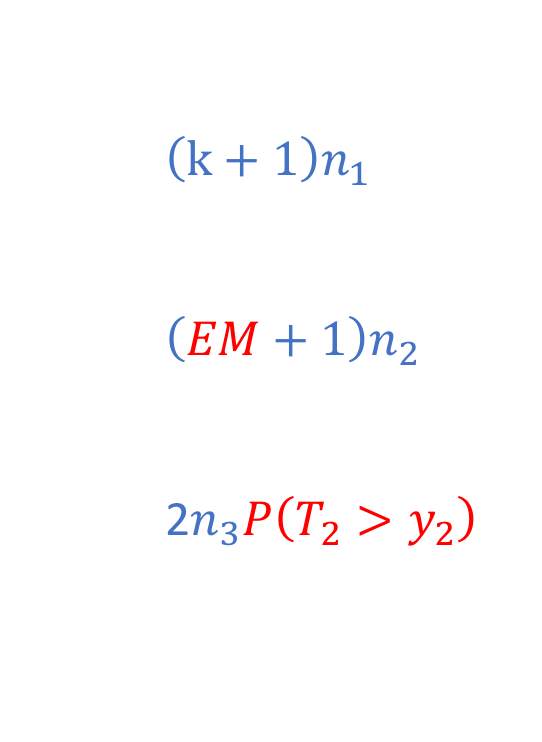 (k + 1)n₁
(EM + 1)n₂
2n₃P(T₂ > y₂)